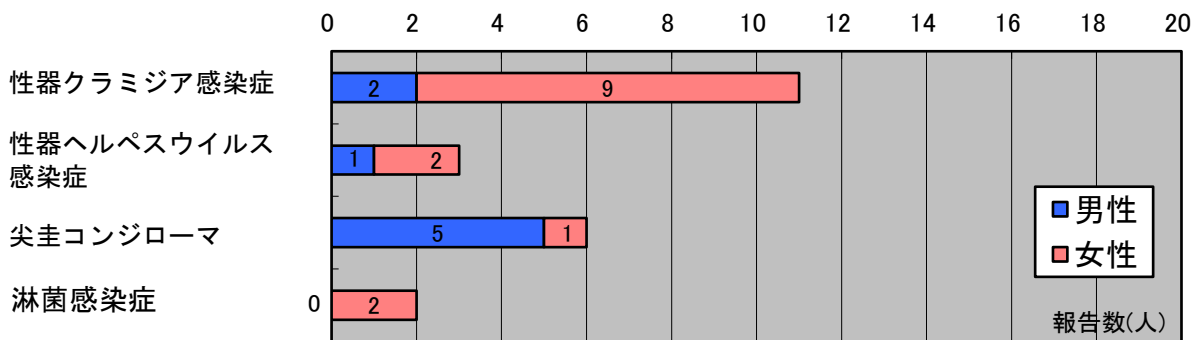 0 2 4 6 8 10 12 14 16 18 20
性器クラミジア感染症 2 9
性器ヘルペスウイルス
感染症 1 2
尖圭コンジローマ 5 1
淋菌感染症 0 2
男性
女性
報告数(人)